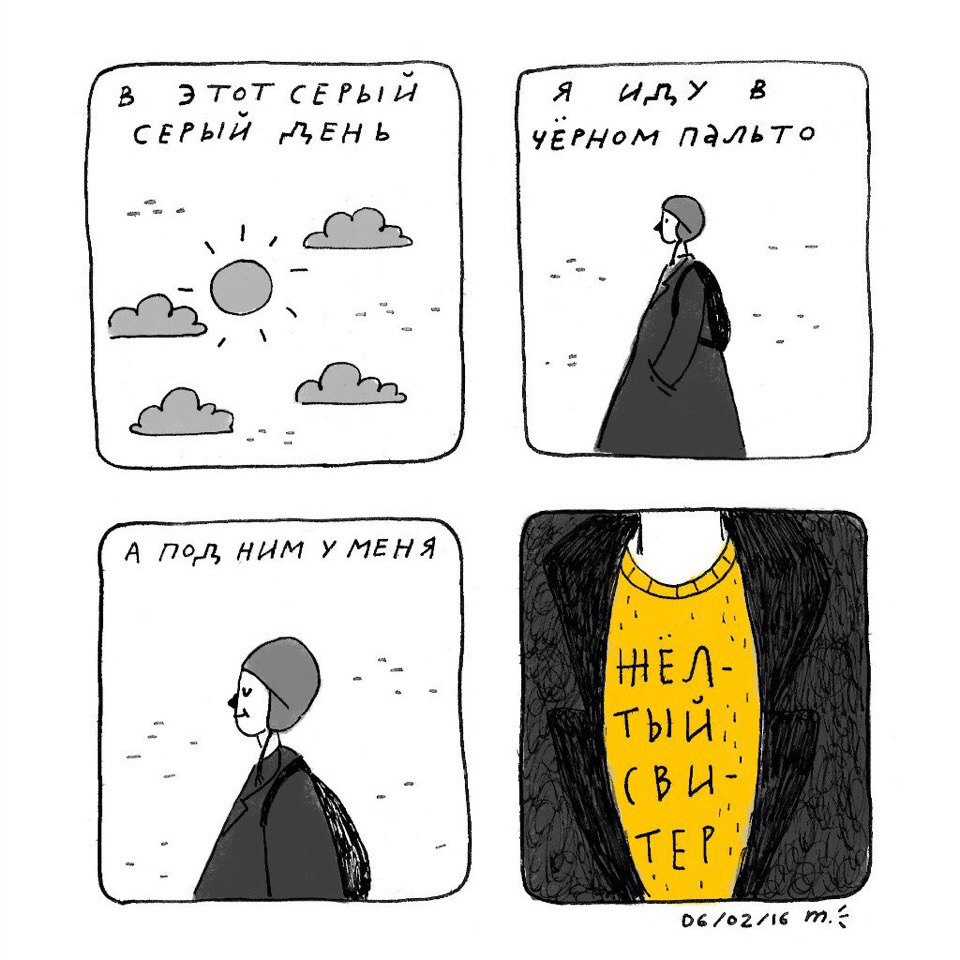 В ЭТОТ СЕРЫЙ
СЕРЫЙ ДЕНЬ
Я ИДУ В
ЧЁРНОМ ПАЛЬТО
А ПОД НИМ У МЕНЯ
ЖЁЛ-
ТЫЙ
СВИ-
ТЕР
06/02/16 m.